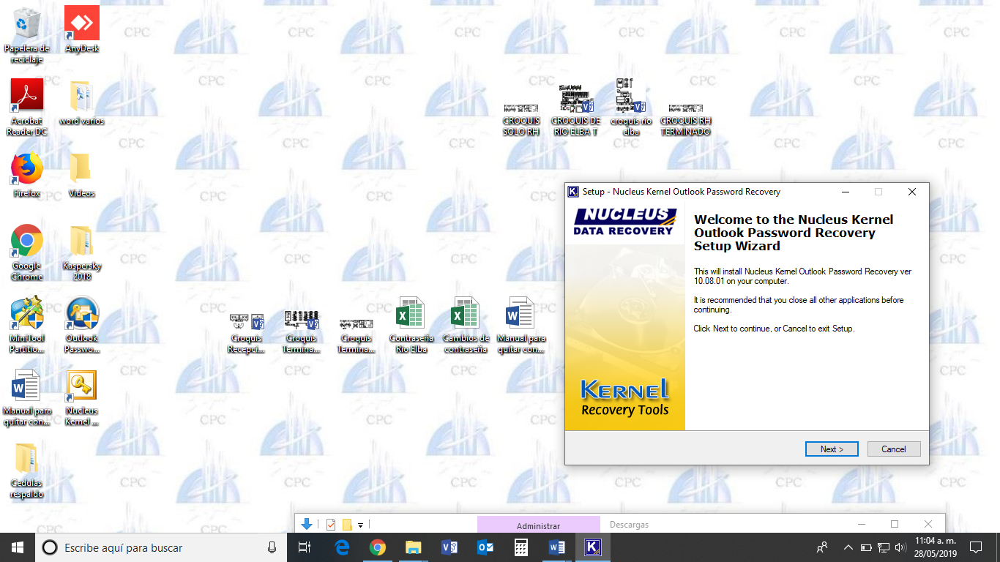 Papelera de
reciclaje
AnyDesk
Acrobat
Reader DC
word varios
Firefox
Videos
Google
Chrome
Kaspersky
2018
MiniTool
Partitio...
Outlook
Passwo...
Manual para
quitar con...
Nucleus
Kernel ...
Cedulas
respaldo
CROQUIS
SOLO RH
CROQUIS DE
RIO ELBA T
croquis rio
elba
CROQUIS RH
TERMINADO
Croquis
Recepci...
Croquis
Termina...
Croquis
Termina...
Contraseña
Rio Elba
Cambios de
contraseña
Manual para
quitar con...
CPC
Setup - Nucleus Kernel Outlook Password Recovery
NUCLEUS
DATA RECOVERY
Welcome to the Nucleus Kernel
Outlook Password Recovery
Setup Wizard
This will install Nucleus Kernel Outlook Password Recovery ver
10.08.01 on your computer.
It is recommended that you close all other applications before
continuing.
Click Next to continue, or Cancel to exit Setup.
KERNEL
Recovery Tools
Next >
Cancel
Administrar
Descargas
Escribe aquí para buscar
11:04 a. m.
28/05/2019